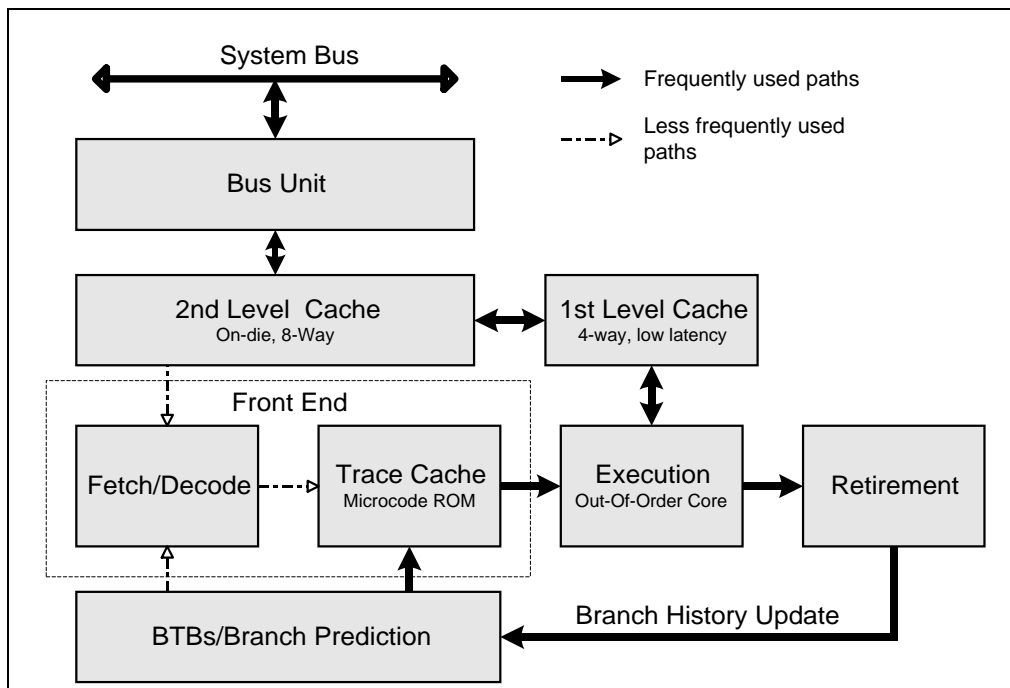 System Bus
Frequently used paths
Less frequently used
paths
Bus Unit
2nd Level Cache
On-die, 8-Way
1st Level Cache
4-way, low latency
Front End
Fetch/Decode
Trace Cache
Microcode ROM
Execution
Out-Of-Order Core
Retirement
BTBs/Branch Prediction
Branch History Update